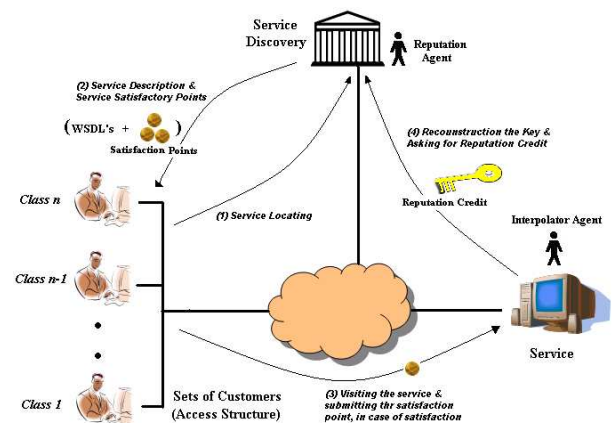 Service
Discovery
Reputation
Agent
(2) Service Description &
Service Satisfactory Points
(WSDL's + )
Satisfaction Points
(4) Reconunstruction the Key &
Asking for Reputation Credit
Class n
(1) Service Locating
Reputation Credit
Interpolator Agent
Class n-1
Service
Class 1
Sets of Customers
(Access Structure)
(3) Visiting the service &
submitting thr satisfaction
point, in case of satisfaction